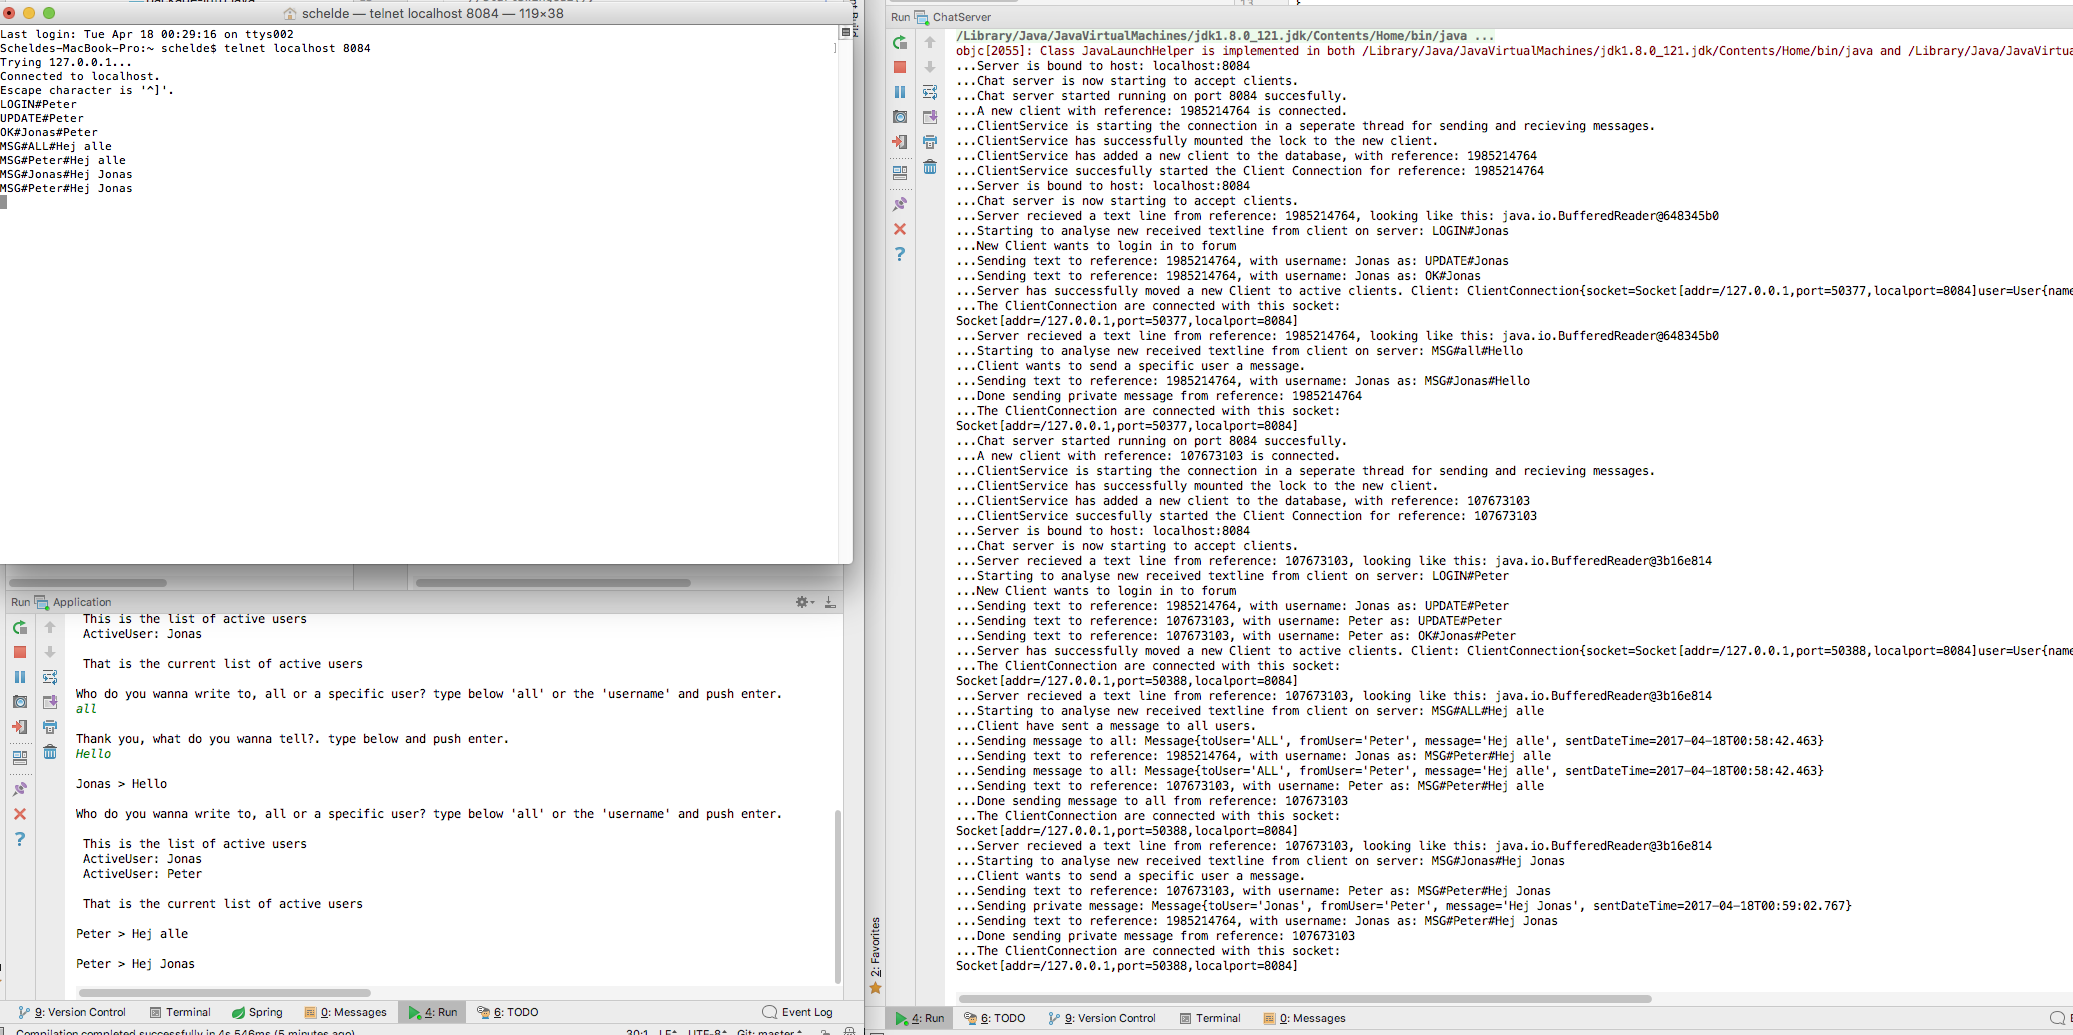 schelde — telnet localhost 8084 — 119×38
Last login: Tue Apr 18 00:29:16 on ttys002
Scheldes-MacBook-Pro:~ schelde$ telnet localhost 8084
Trying 127.0.0.1...
Connected to localhost.
Escape character is '^]'.
LOGIN#Peter
UPDATE#Peter
OK#Jonas#Peter
MSG#ALL#Hej alle
MSG#Peter#Hej alle
MSG#Jonas#Hej Jonas
MSG#Peter#Hej Jonas
Run Application
This is the list of active users
ActiveUser: Jonas
That is the current list of active users
Who do you wanna write to, all or a specific user? type below 'all' or the 'username' and push enter.
all
Thank you, what do you wanna tell?. type below and push enter.
Hello
Jonas > Hello
Who do you wanna write to, all or a specific user? type below 'all' or the 'username' and push enter.
This is the list of active users
ActiveUser: Jonas
ActiveUser: Peter
That is the current list of active users
Peter > Hej alle
Peter > Hej Jonas
9: Version Control Terminal Spring 0: Messages 4: Run 6: TODO Event Log
Compilation completed successfully in 4s 546ms (5 minutes ago) 30:1 LF UTF-8 Git: master
2: Favorites
Run ChatServer
/Library/Java/JavaVirtualMachines/jdk1.8.0_121.jdk/Contents/Home/bin/java ...
objc[2055]: Class JavaLaunchHelper is implemented in both /Library/Java/JavaVirtualMachines/jdk1.8.0_121.jdk/Contents/Home/bin/java and /Library/Java/JavaVirtua
...Server is bound to host: localhost:8084
...Chat server is now starting to accept clients.
...Chat server started running on port 8084 succesfully.
...A new client with reference: 1985214764 is connected.
...ClientService is starting the connection in a seperate thread for sending and recieving messages.
...ClientService has successfully mounted the lock to the new client.
...ClientService has added a new client to the database, with reference: 1985214764
...ClientService succesfully started the Client Connection for reference: 1985214764
...Server is bound to host: localhost:8084
...Chat server is now starting to accept clients.
...Server recieved a text line from reference: 1985214764, looking like this: java.io.BufferedReader@648345b0
...Starting to analyse new received textline from client on server: LOGIN#Jonas
...New Client wants to login in to forum
...Sending text to reference: 1985214764, with username: Jonas as: UPDATE#Jonas
...Sending text to reference: 1985214764, with username: Jonas as: OK#Jonas
...Server has successfully moved a new Client to active clients. Client: ClientConnection{socket=Socket[addr=/127.0.0.1,port=50377,localport=8084]user=User{name
...The ClientConnection are connected with this socket:
Socket[addr=/127.0.0.1,port=50377,localport=8084]
...Server recieved a text line from reference: 1985214764, looking like this: java.io.BufferedReader@648345b0
...Starting to analyse new received textline from client on server: MSG#all#Hello
...Client wants to send a specific user a message.
...Sending text to reference: 1985214764, with username: Jonas as: MSG#Jonas#Hello
...Done sending private message from reference: 1985214764
...The ClientConnection are connected with this socket:
Socket[addr=/127.0.0.1,port=50377,localport=8084]
...Chat server started running on port 8084 succesfully.
...A new client with reference: 107673103 is connected.
...ClientService is starting the connection in a seperate thread for sending and recieving messages.
...ClientService has successfully mounted the lock to the new client.
...ClientService has added a new client to the database, with reference: 107673103
...ClientService succesfully started the Client Connection for reference: 107673103
...Server is bound to host: localhost:8084
...Chat server is now starting to accept clients.
...Server recieved a text line from reference: 107673103, looking like this: java.io.BufferedReader@3b16e814
...Starting to analyse new received textline from client on server: LOGIN#Peter
...New Client wants to login in to forum
...Sending text to reference: 1985214764, with username: Jonas as: UPDATE#Peter
...Sending text to reference: 107673103, with username: Peter as: UPDATE#Peter
...Sending text to reference: 107673103, with username: Peter as: OK#Jonas#Peter
...Server has successfully moved a new Client to active clients. Client: ClientConnection{socket=Socket[addr=/127.0.0.1,port=50388,localport=8084]user=User{name
...The ClientConnection are connected with this socket:
Socket[addr=/127.0.0.1,port=50388,localport=8084]
...Server recieved a text line from reference: 107673103, looking like this: java.io.BufferedReader@3b16e814
...Starting to analyse new received textline from client on server: MSG#ALL#Hej alle
...Client have sent a message to all users.
...Sending message to all: Message{toUser='ALL', fromUser='Peter', message='Hej alle', sentDateTime=2017-04-18T00:58:42.463}
...Sending text to reference: 1985214764, with username: Jonas as: MSG#Peter#Hej alle
...Sending message to all: Message{toUser='ALL', fromUser='Peter', message='Hej alle', sentDateTime=2017-04-18T00:58:42.463}
...Sending text to reference: 107673103, with username: Peter as: MSG#Peter#Hej alle
...Done sending message to all from reference: 107673103
...The ClientConnection are connected with this socket:
Socket[addr=/127.0.0.1,port=50388,localport=8084]
...Server recieved a text line from reference: 107673103, looking like this: java.io.BufferedReader@3b16e814
...Starting to analyse new received textline from client on server: MSG#Jonas#Hej Jonas
...Client wants to send a specific user a message.
...Sending text to reference: 107673103, with username: Peter as: MSG#Peter#Hej Jonas
...Sending private message: Message{toUser='Jonas', fromUser='Peter', message='Hej Jonas', sentDateTime=2017-04-18T00:59:02.767}
...Sending text to reference: 1985214764, with username: Jonas as: MSG#Peter#Hej Jonas
...Done sending private message from reference: 107673103
...The ClientConnection are connected with this socket:
Socket[addr=/127.0.0.1,port=50388,localport=8084]
4: Run 6: TODO 9: Version Control Terminal 0: Messages